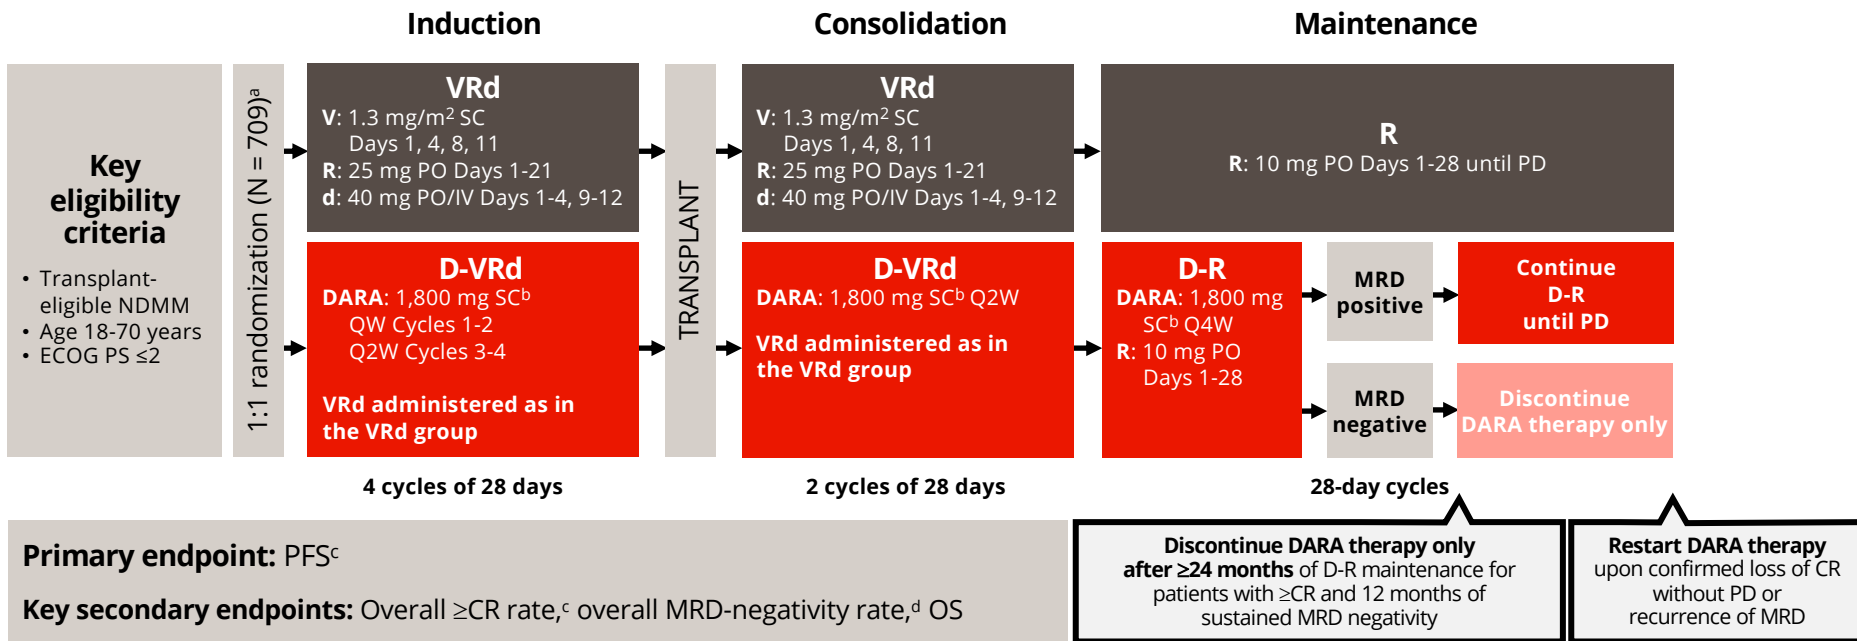 Induction
Consolidation
Maintenance
Key
eligibility
criteria
• Transplant-
eligible NDMM
• Age 18-70 years
• ECOG PS ≤2
1:1 randomization (N = 709)ᵃ
VRd
V: 1.3 mg/m² SC
Days 1, 4, 8, 11
R: 25 mg PO Days 1-21
d: 40 mg PO/IV Days 1-4, 9-12
D-VRd
DARA: 1,800 mg SCᵇ
QW Cycles 1-2
Q2W Cycles 3-4
VRd administered as in
the VRd group
4 cycles of 28 days
TRANSPLANT
VRd
V: 1.3 mg/m² SC
Days 1, 4, 8, 11
R: 25 mg PO Days 1-21
d: 40 mg PO/IV Days 1-4, 9-12
D-VRd
DARA: 1,800 mg SCᵇ Q2W
VRd administered as in
the VRd group
2 cycles of 28 days
R
R: 10 mg PO Days 1-28 until PD
D-R
DARA: 1,800 mg
SCᵇ Q4W
R: 10 mg PO
Days 1-28
MRD
positive
Continue
D-R
until PD
MRD
negative
Discontinue
DARA therapy only
28-day cycles
Primary endpoint: PFSᶜ
Key secondary endpoints: Overall ≥CR rate,ᶜ overall MRD-negativity rate,ᵈ OS
Discontinue DARA therapy only
after ≥24 months of D-R maintenance for
patients with ≥CR and 12 months of
sustained MRD negativity
Restart DARA therapy
upon confirmed loss of CR
without PD or
recurrence of MRD